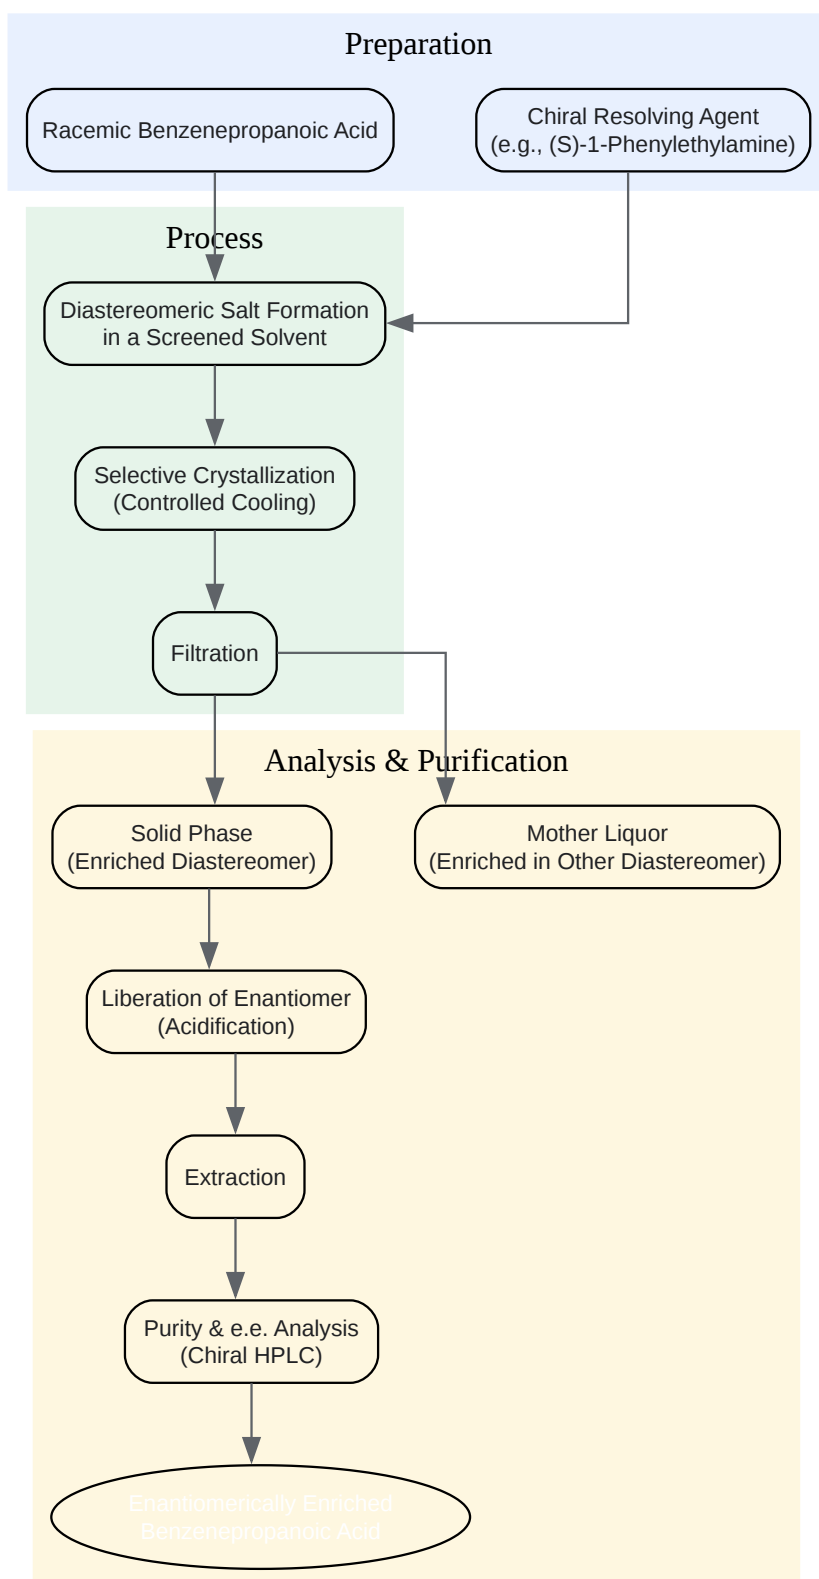 Preparation
Racemic Benzenepropanoic Acid
Chiral Resolving Agent
(e.g., (S)-1-Phenylethylamine)
Process
Diastereomeric Salt Formation
in a Screened Solvent
Selective Crystallization
(Controlled Cooling)
Filtration
Analysis & Purification
Solid Phase
(Enriched Diastereomer)
Mother Liquor
(Enriched in Other Diastereomer)
Liberation of Enantiomer
(Acidification)
Extraction
Purity & e.e. Analysis
(Chiral HPLC)
Enantiomerically Enriched
Benzenepropanoic Acid